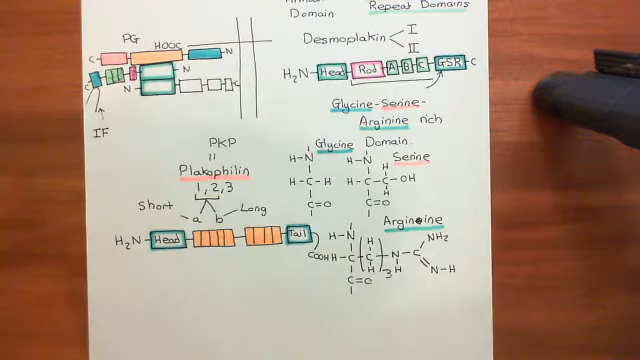 Domain
Repeat Domains
PG
HOOC
C
N
Desmoplakin
I
II
C
N
N
C
H₂N
Head
Rod
A
B
C
GSR
C
IF
Glycine-Serine-
Arginine rich
Domain.
PKP
=
Plakophilin
1, 2, 3
Short
a
b
Long
H₂N
Head
Tail
COOH
Glycine
H-N
H-C-H
C=O
Serine
H-N
H
H-C-C-OH
H
C=O
Arginine
H-N
H
H-C-C-N-C
H
H
3
NH₂
N-H
C=O